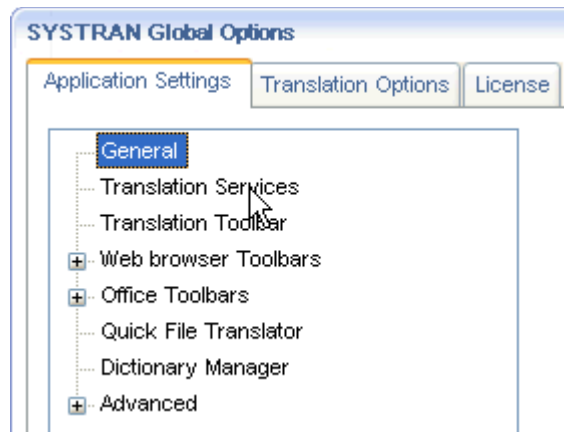 SYSTRAN Global Options
Application Settings Translation Options License
General
Translation Services
Translation Toolbar
Web browser Toolbars
Office Toolbars
Quick File Translator
Dictionary Manager
Advanced